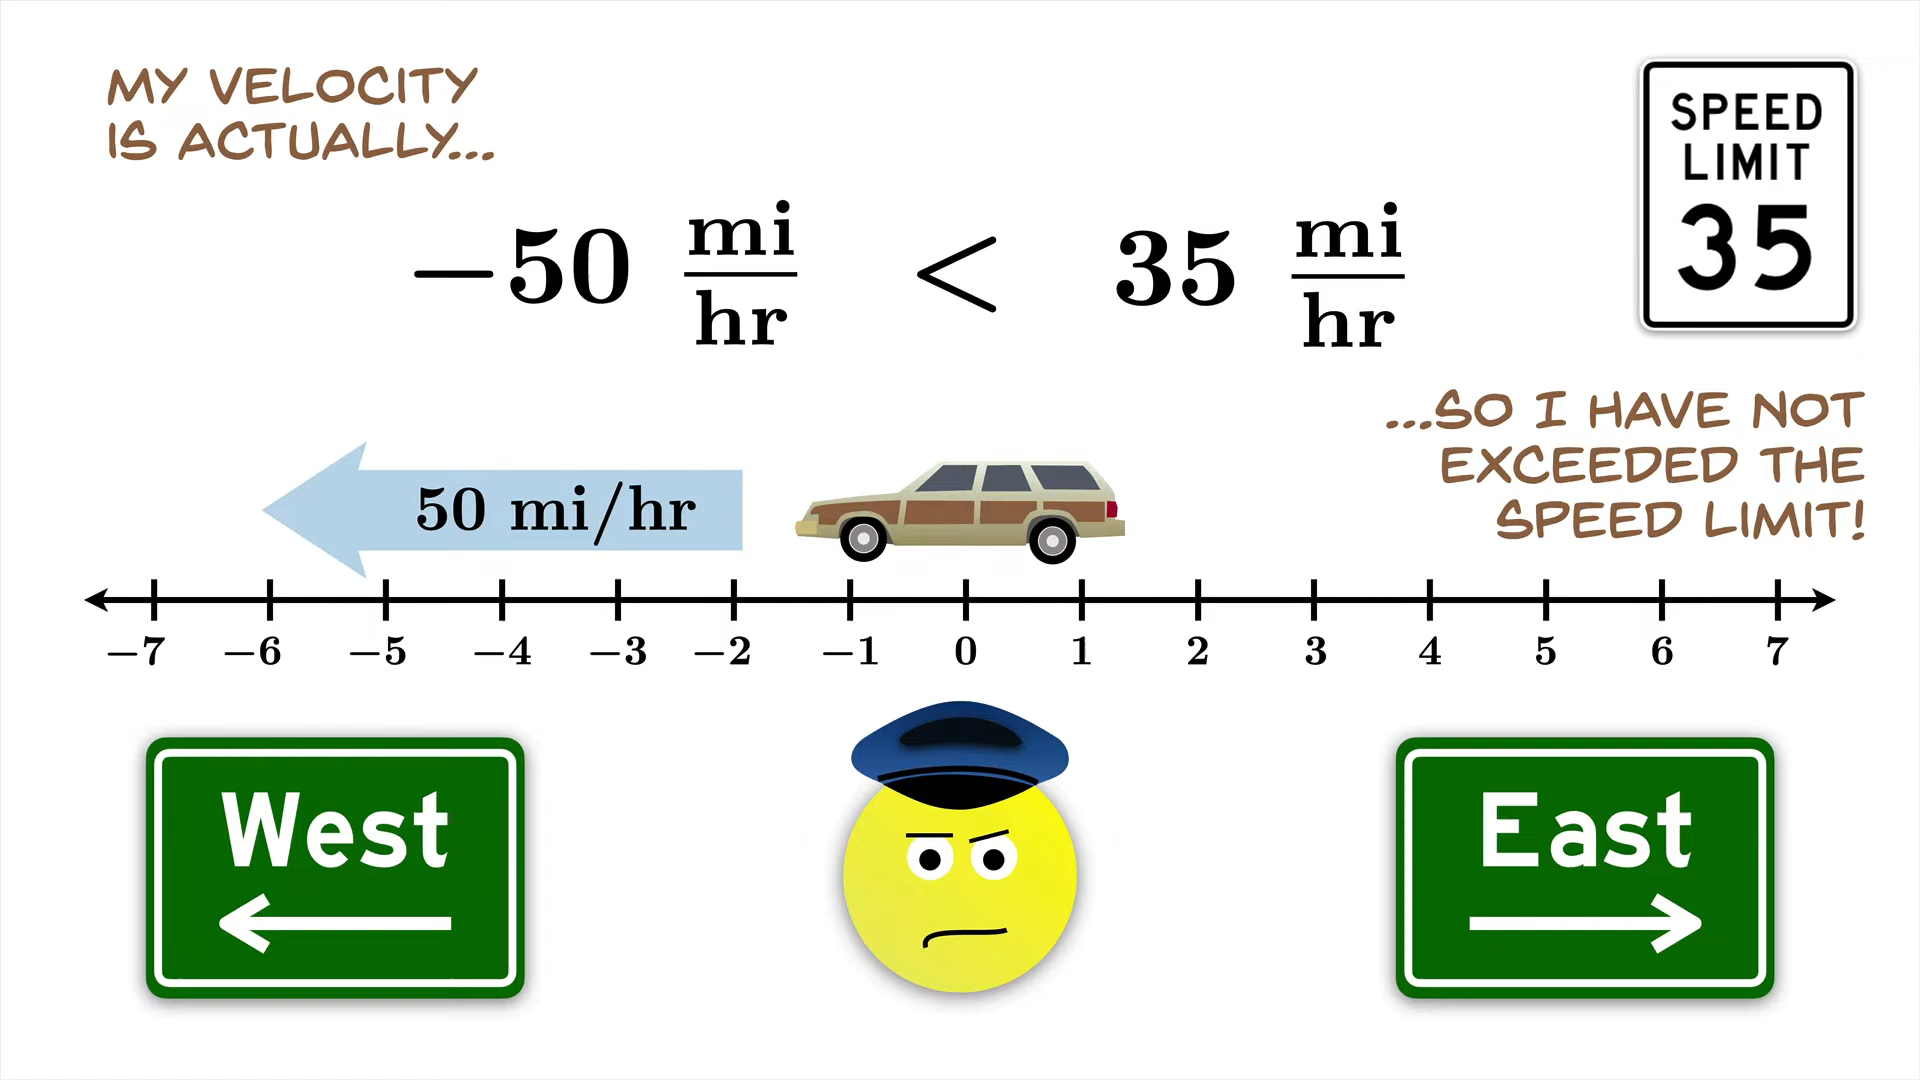 MY VELOCITY
IS ACTUALLY...
SPEED
LIMIT
35
−50 mi/hr < 35 mi/hr
...SO I HAVE NOT
EXCEEDED THE
SPEED LIMIT!
50 mi/hr
−7 −6 −5 −4 −3 −2 −1 0 1 2 3 4 5 6 7
West
East